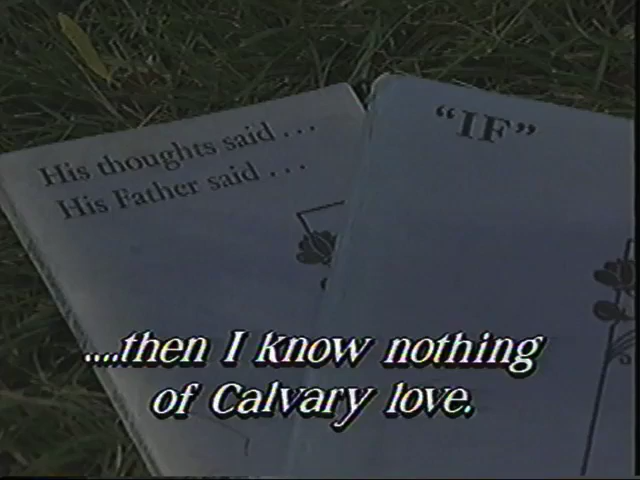 His thoughts said ...
His Father said ...
“IF”
....then I know nothing
of Calvary love.